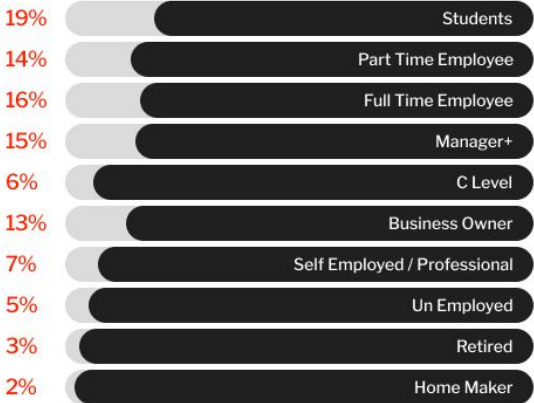 19% Students
14% Part Time Employee
16% Full Time Employee
15% Manager+
6% C Level
13% Business Owner
7% Self Employed / Professional
5% Un Employed
3% Retired
2% Home Maker